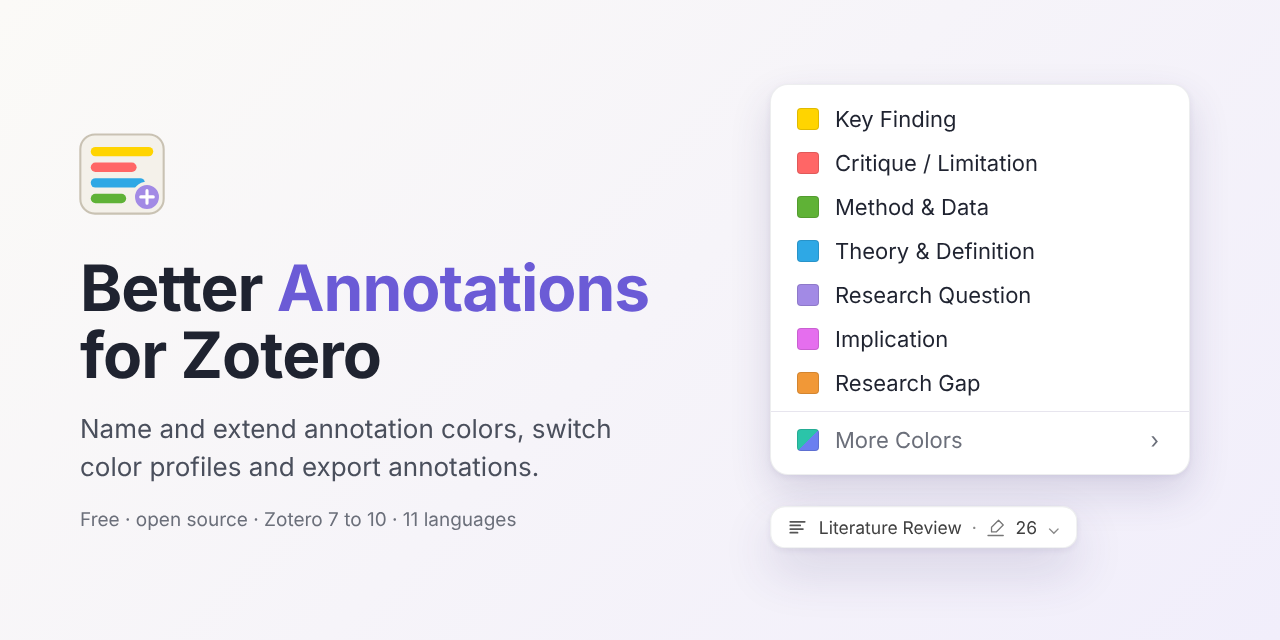 Better Annotations
for Zotero
Name and extend annotation colors, switch
color profiles and export annotations.
Free · open source · Zotero 7 to 10 · 11 languages
Key Finding
Critique / Limitation
Method & Data
Theory & Definition
Research Question
Implication
Research Gap
More Colors
Literature Review · 26